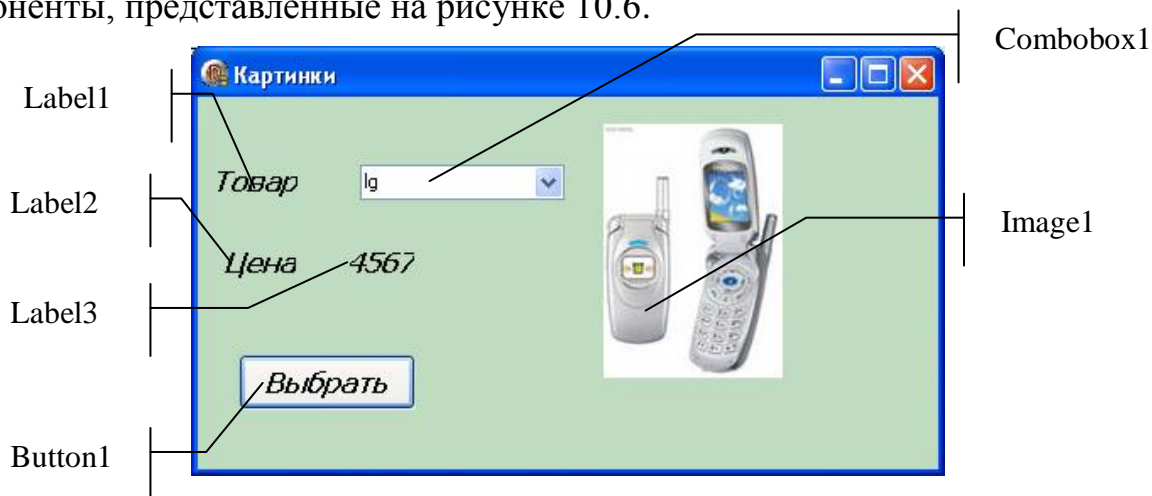 оненты, представленные на рисунке 10.6.
Combobox1
Картинки
Label1
Товар
lg
Label2
Image1
Цена
4567
Label3
Выбрать
Button1